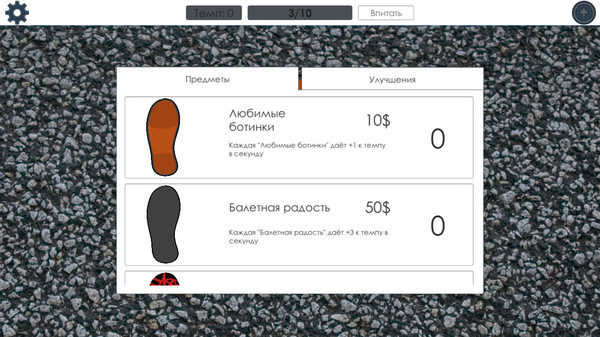 Темп: 0
3/10
Впитать
Предметы
Улучшения
Любимые
ботинки
10$
0
Каждая "Любимые ботинки" даёт +1 к темпу
в секунду
Балетная радость
50$
0
Каждая "Балетная радость" даёт +3 к темпу в
секунду